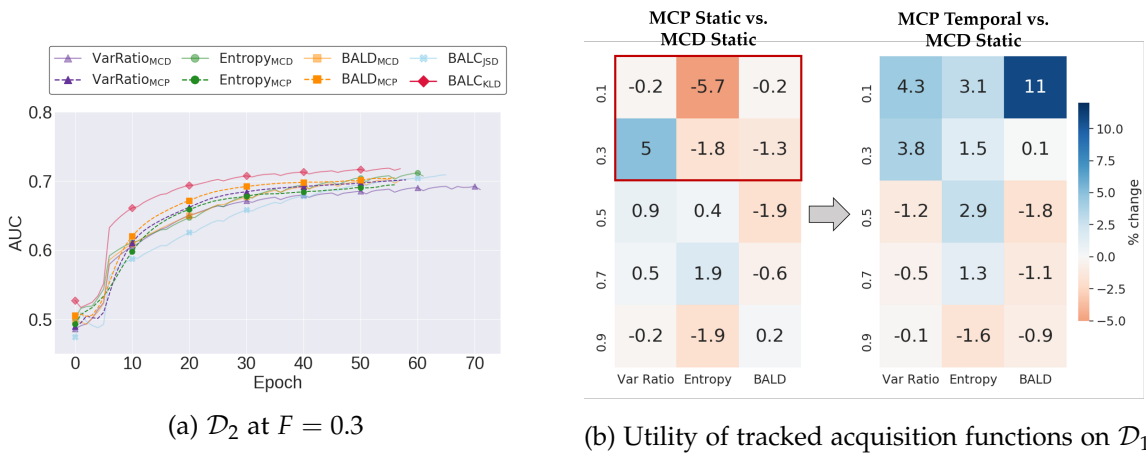 VarRatio_MCD Entropy_MCD BALD_MCD BALC_JSD
VarRatio_MCP Entropy_MCP BALD_MCP BALC_KLD
0.8
0.7
0.6
0.5
AUC
0 10 20 30 40 50 60 70
Epoch
(a) 𝒟₂ at F = 0.3
MCP Static vs.
MCD Static
0.1 -0.2 -5.7 -0.2
0.3 5 -1.8 -1.3
0.5 0.9 0.4 -1.9
0.7 0.5 1.9 -0.6
0.9 -0.2 -1.9 0.2
Var Ratio Entropy BALD
MCP Temporal vs.
MCD Static
0.1 4.3 3.1 11
0.3 3.8 1.5 0.1
0.5 -1.2 2.9 -1.8
0.7 -0.5 1.3 -1.1
0.9 -0.1 -1.6 -0.9
Var Ratio Entropy BALD
10.0
7.5
5.0
2.5
0.0
−2.5
−5.0
% change
(b) Utility of tracked acquisition functions on 𝒟₁